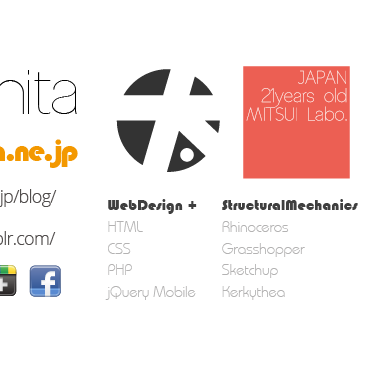 nita
JAPAN
21years old
MITSUI Labo.
.ne.jp
jp/blog/
blr.com/
WebDesign +
HTML
CSS
PHP
jQuery Mobile
StructuralMechanics
Rhinoceros
Grasshopper
Sketchup
Kerkythea